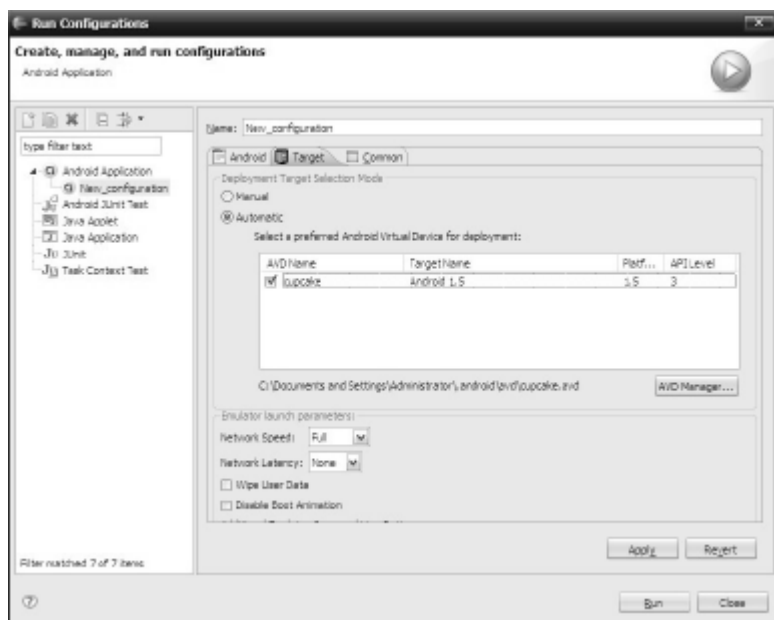 Run Configurations
Create, manage, and run configurations
Android Application
type filter text
Android Application
New_configuration
Android JUnit Test
Java Applet
Java Application
JUnit
Task Context Test
Filter matched 7 of 7 items
Name: New_configuration
Android Target Common
Deployment Target Selection Mode
Manual
Automatic
Select a preferred Android Virtual Device for deployment:
AVD Name Target Name Platf... API Level
cupcake Android 1.5 1.5 3
C:\Documents and Settings\Administrator\.android\avd\cupcake.avd AVD Manager...
Emulator launch parameters:
Network Speed: Full
Network Latency: None
Wipe User Data
Disable Boot Animation
Apply Revert
Run Close